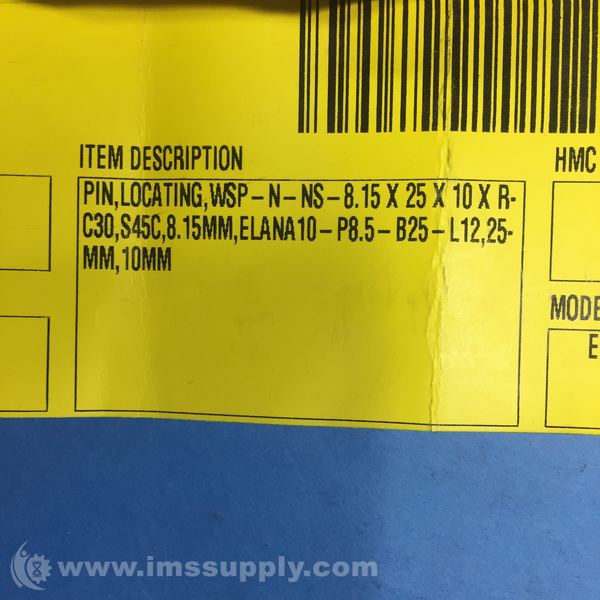 ITEM DESCRIPTION
HMC
PIN,LOCATING,WSP-N-NS-8.15 X 25 X 10 X R-
C30,S45C,8.15MM,ELANA10-P8.5-B25-L12,25-
MM,10MM
MODE
E
www.imssupply.com